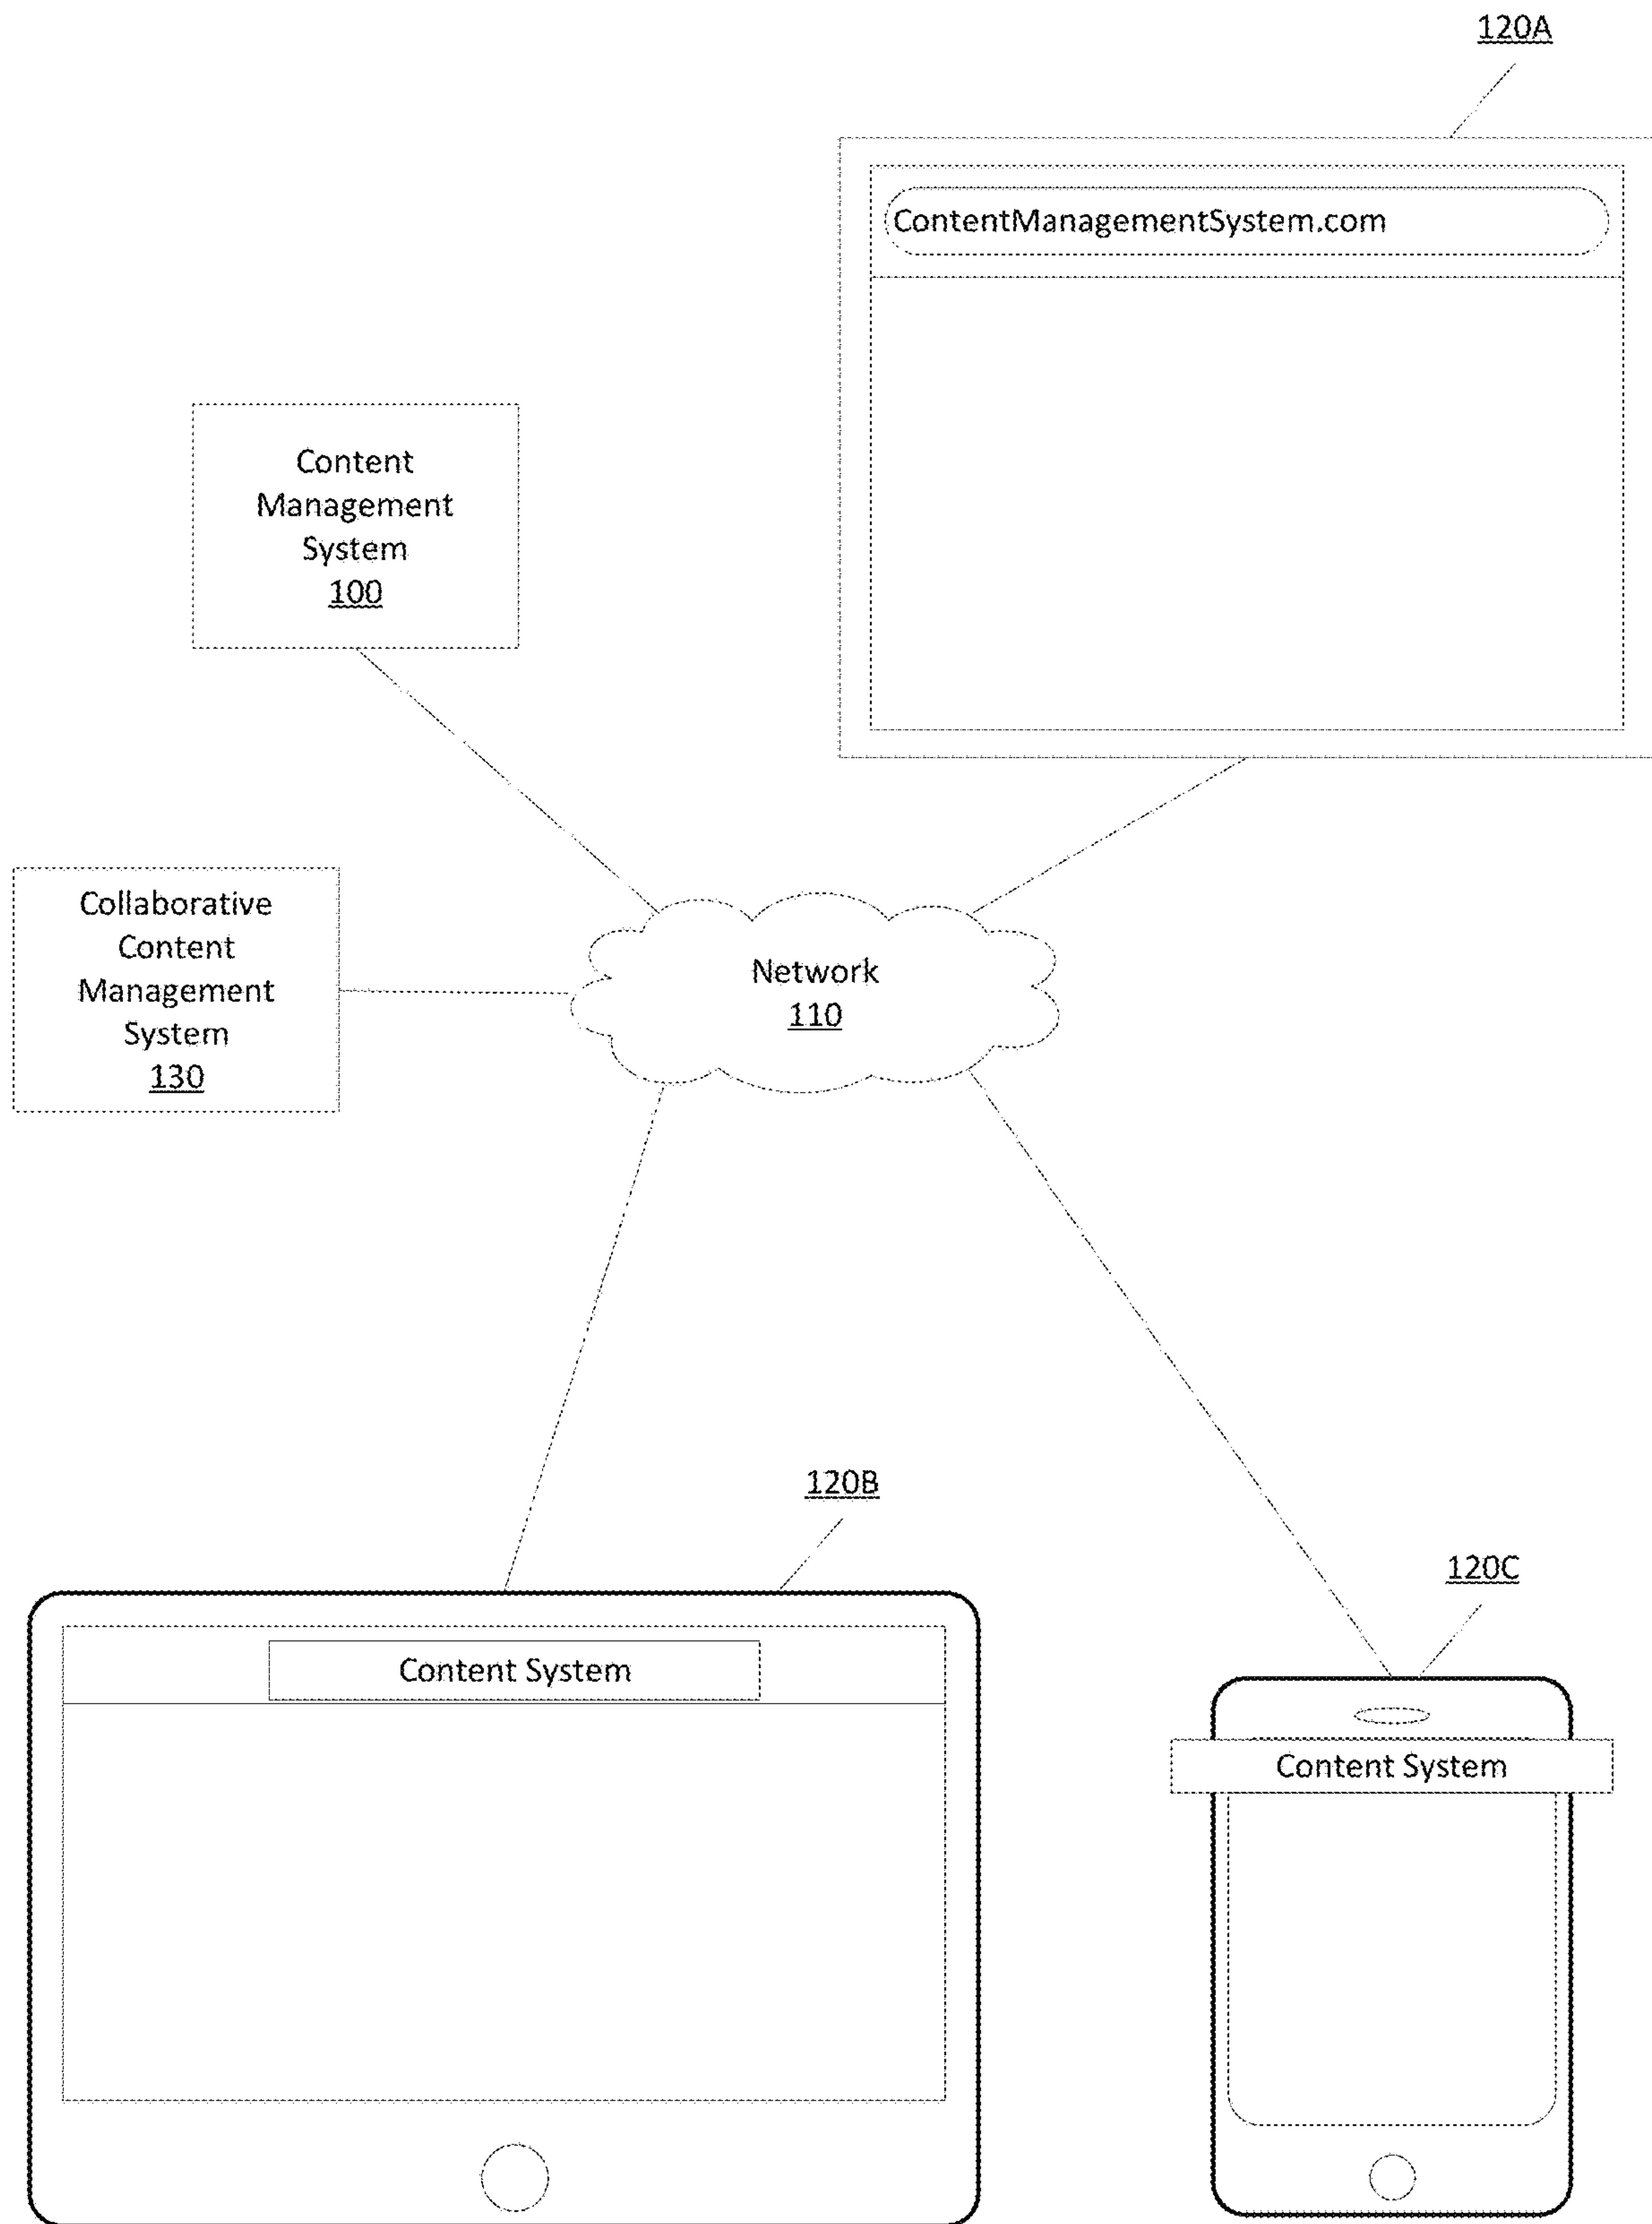 120A
ContentManagementSystem.com
Content
Management
System
100
Collaborative
Content
Management
System
130
Network
110
120B
Content System
120C
Content System